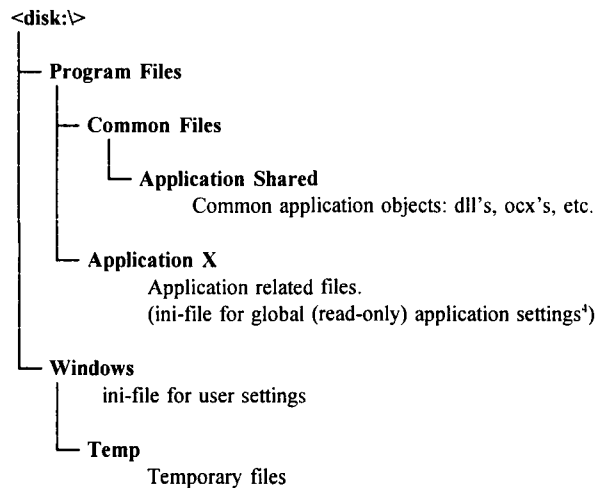 <disk:\>
Program Files
Common Files
Application Shared
Common application objects: dll's, ocx's, etc.
Application X
Application related files.
(ini-file for global (read-only) application settings⁴)
Windows
ini-file for user settings
Temp
Temporary files